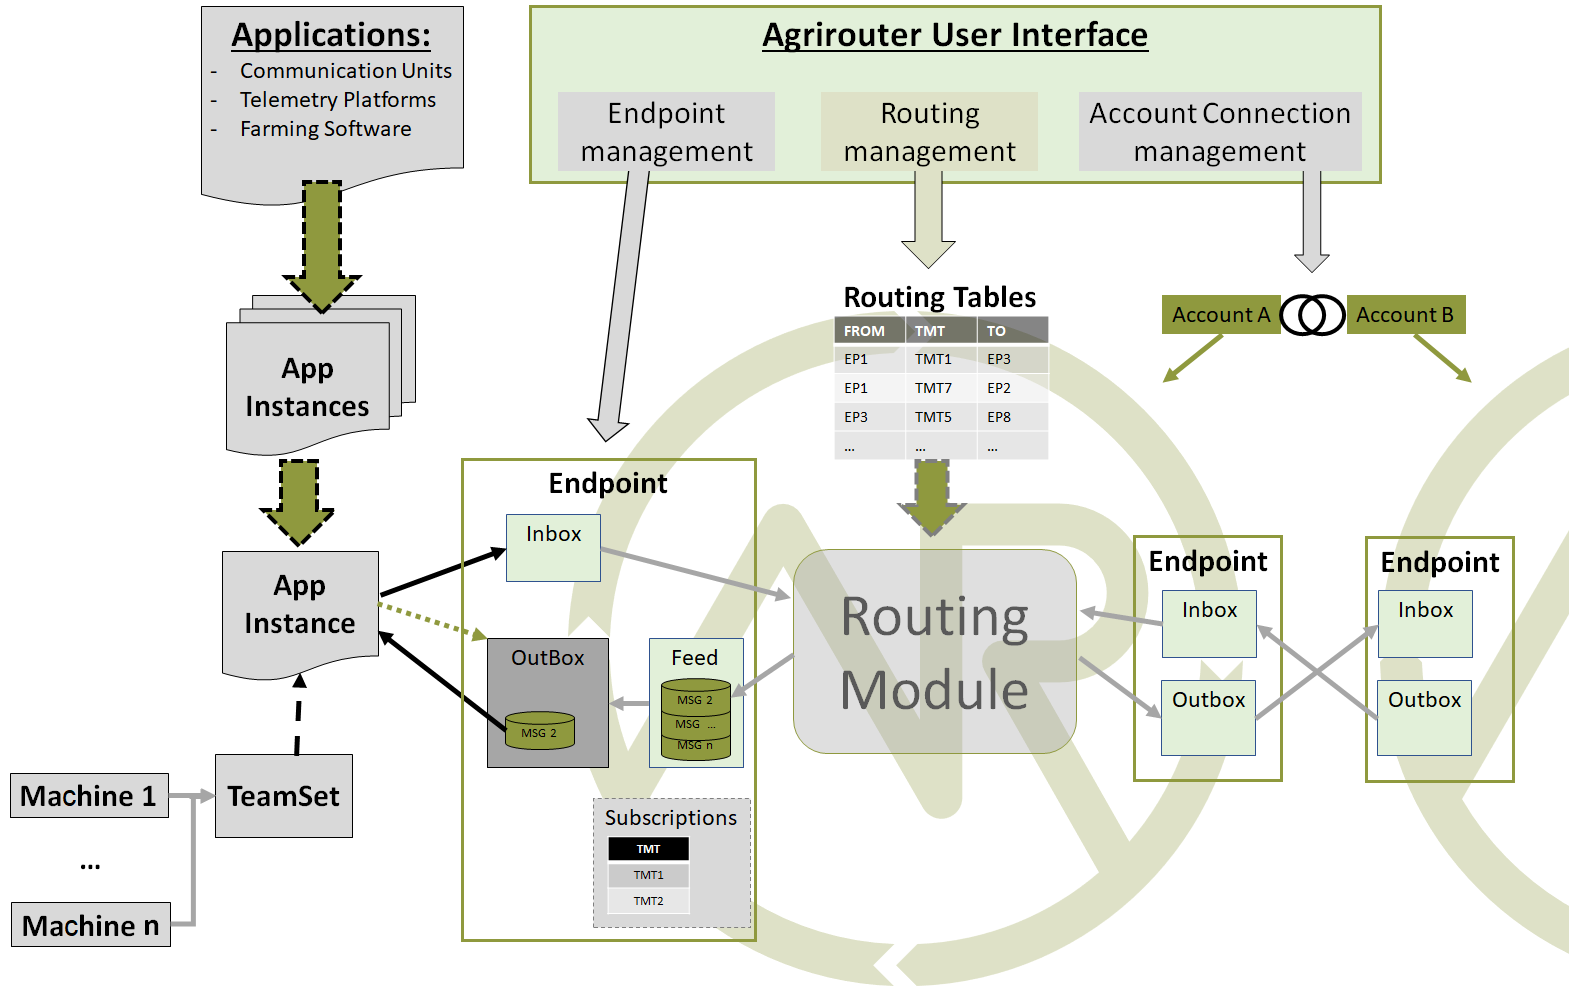 Applications:
- Communication Units
- Telemetry Platforms
- Farming Software
Agrirouter User Interface
Endpoint
management
Routing
management
Account Connection
management
App
Instances
Routing Tables
FROM TMT TO
EP1 TMT1 EP3
EP1 TMT7 EP2
EP3 TMT5 EP8
... ... ...
Account A
Account B
App
Instance
Endpoint
Inbox
OutBox
MSG 2
Feed
MSG 2
MSG ...
MSG n
Subscriptions
TMT
TMT1
TMT2
Routing
Module
Endpoint
Inbox
Outbox
Endpoint
Inbox
Outbox
TeamSet
Machine 1
...
Machine n